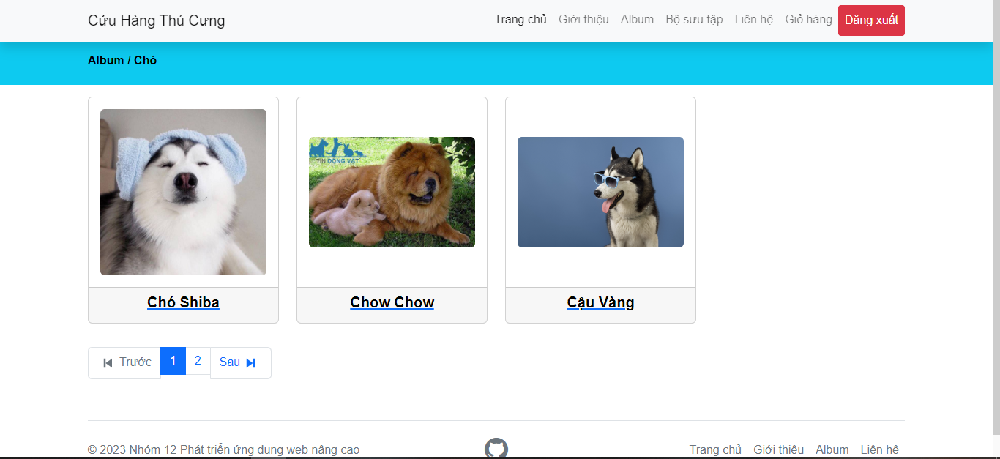 Cửu Hàng Thú Cưng
Trang chủ Giới thiệu Album Bộ sưu tập Liên hệ Giỏ hàng Đăng xuất
Album / Chó
TIN ĐỘNG VẬT
Chó Shiba Chow Chow Cậu Vàng
Trước 1 2 Sau
© 2023 Nhóm 12 Phát triển ứng dụng web nâng cao Trang chủ Giới thiệu Album Liên hệ